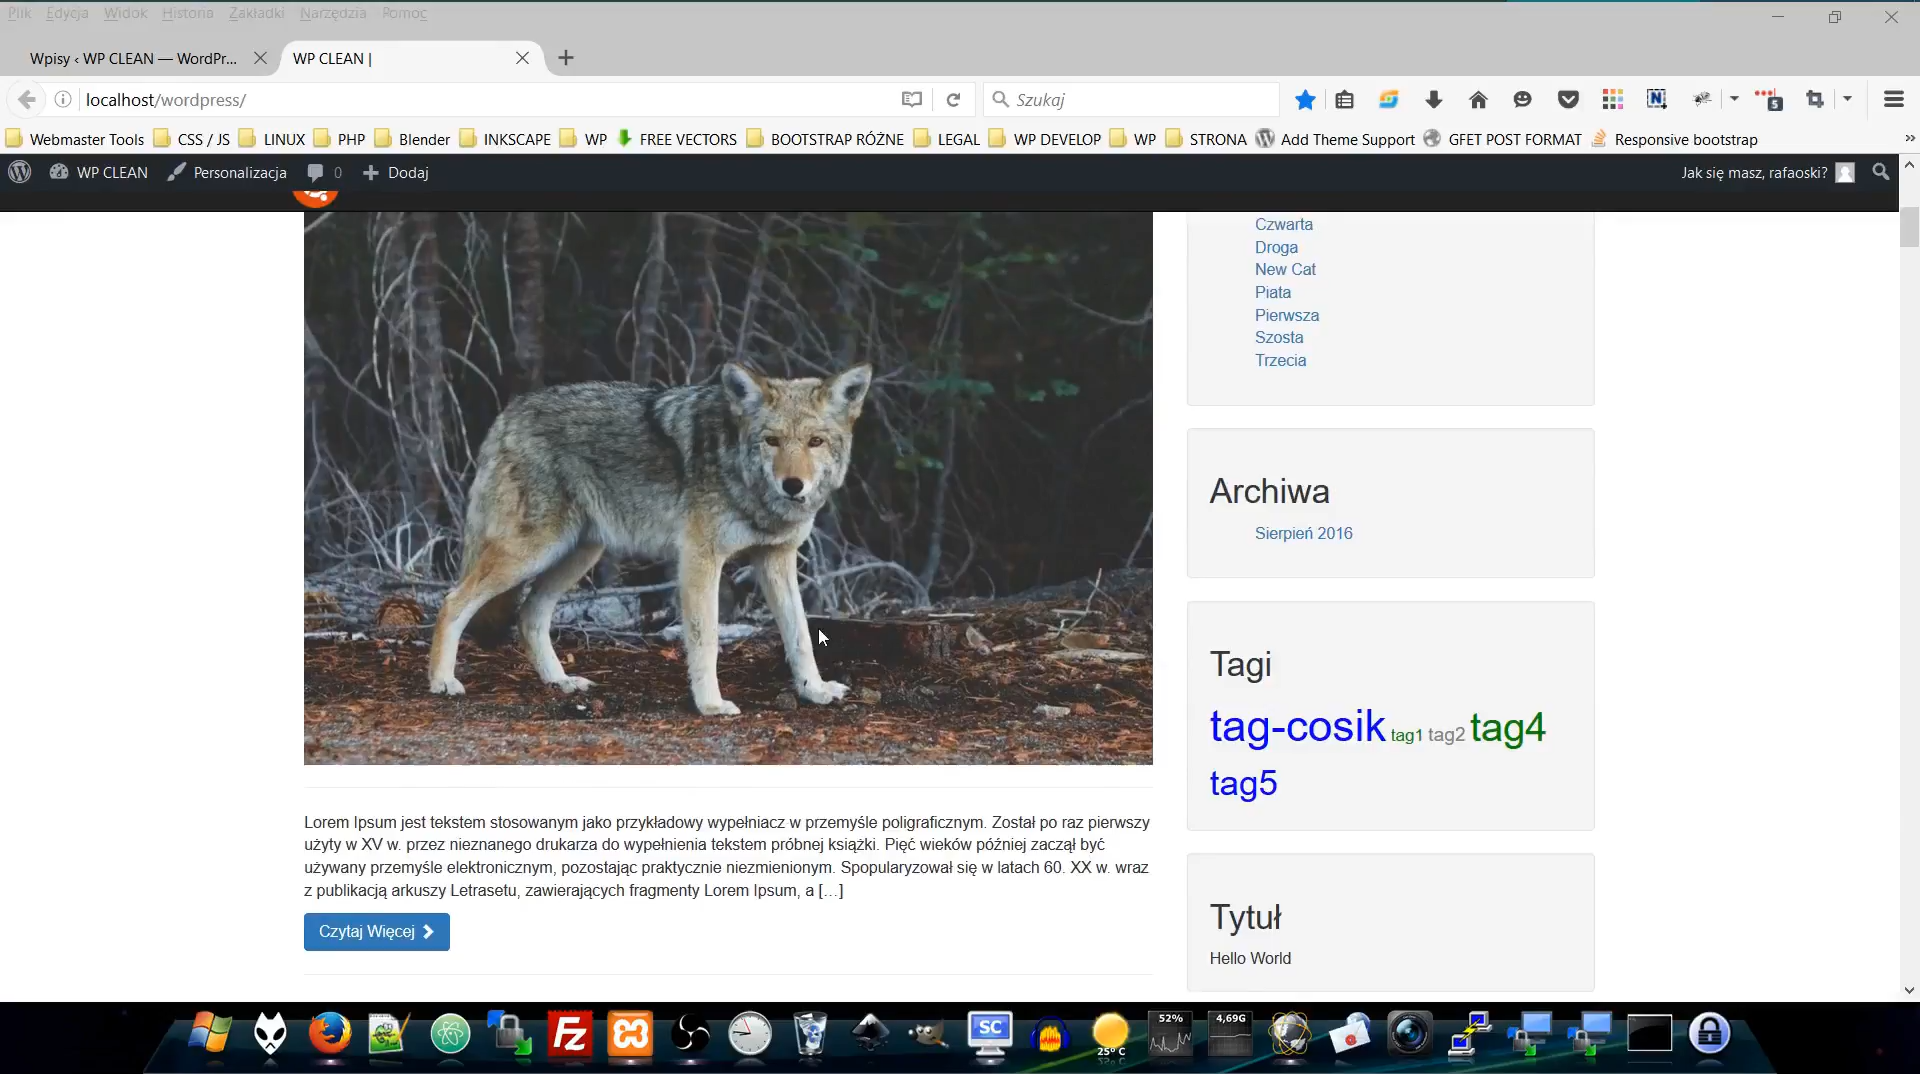 Plik Edycja Widok Historia Zakładki Narzędzia Pomoc
Wpisy ‹ WP CLEAN — WordPr...
WP CLEAN |
localhost/wordpress/
Szukaj
5
Webmaster Tools CSS / JS LINUX PHP Blender INKSCAPE WP FREE VECTORS BOOTSTRAP RÓŻNE LEGAL WP DEVELOP WP STRONA Add Theme Support GFET POST FORMAT Responsive bootstrap »
WP CLEAN Personalizacja 0 Dodaj Jak się masz, rafaoski?
Czwarta
Droga
New Cat
Piata
Pierwsza
Szosta
Trzecia
Archiwa
Sierpień 2016
Tagi
tag-cosik tag1 tag2 tag4
tag5
Lorem Ipsum jest tekstem stosowanym jako przykładowy wypełniacz w przemyśle poligraficznym. Został po raz pierwszy
użyty w XV w. przez nieznanego drukarza do wypełnienia tekstem próbnej książki. Pięć wieków później zaczął być
używany przemyśle elektronicznym, pozostając praktycznie niezmienionym. Spopularyzował się w latach 60. XX w. wraz
z publikacją arkuszy Letrasetu, zawierających fragmenty Lorem Ipsum, a […]
Czytaj Więcej
Tytuł
Hello World
Fz
SC
25° C
52%
4,69G